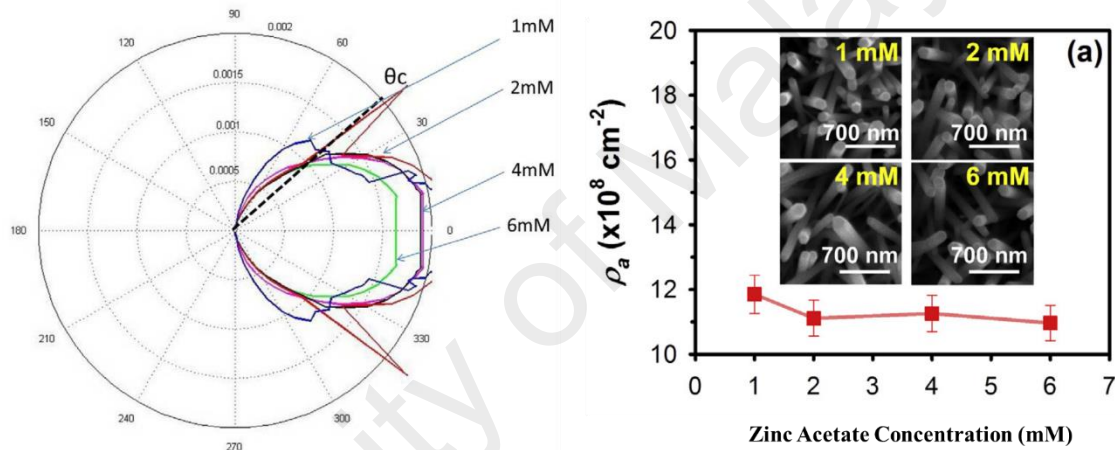 90
120
60
150
30
180
0
210
330
240
300
270
0.002
0.0015
0.001
0.0005
θc
1mM
2mM
4mM
6mM
(a)
1 mM
2 mM
700 nm
700 nm
4 mM
6 mM
700 nm
700 nm
ρa (x10⁸ cm⁻²)
20
18
16
14
12
10
0 1 2 3 4 5 6 7
Zinc Acetate Concentration (mM)
ity of Mala